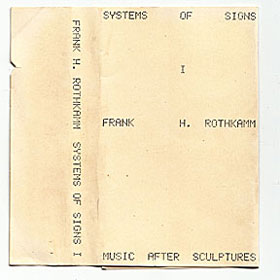 FRANK H. ROTHKAMM SYSTEMS OF SIGNS I
SYSTEMS OF SIGNS
I
FRANK H. ROTHKAMM
MUSIC AFTER SCULPTURES